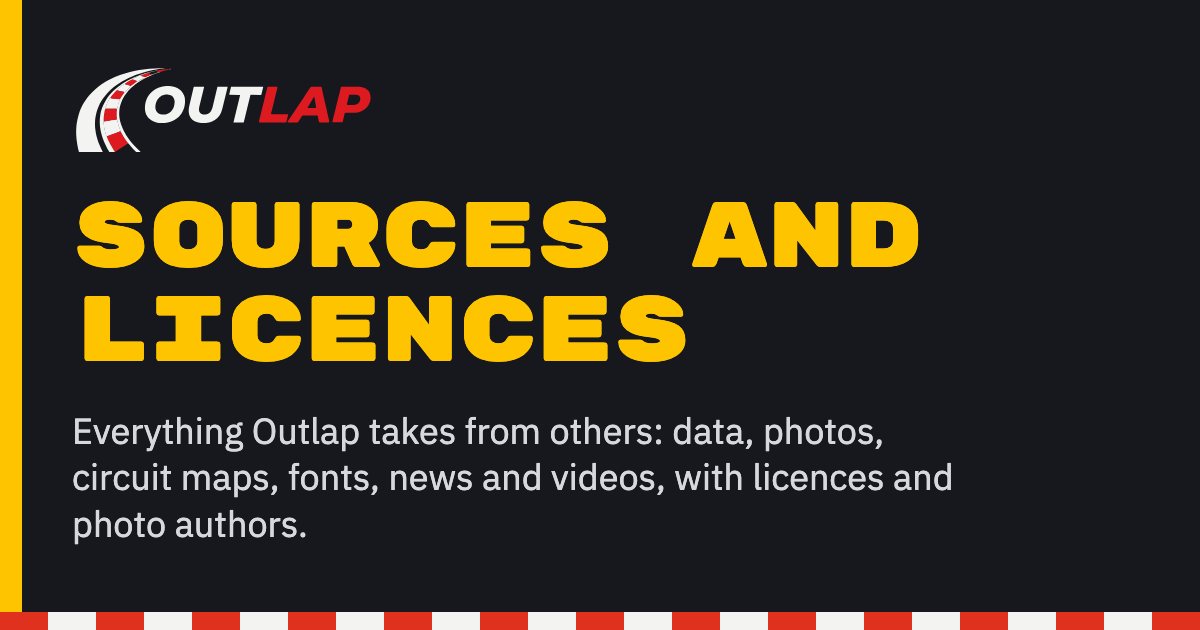 OUTLAP
SOURCES AND
LICENCES
Everything Outlap takes from others: data, photos,
circuit maps, fonts, news and videos, with licences and
photo authors.